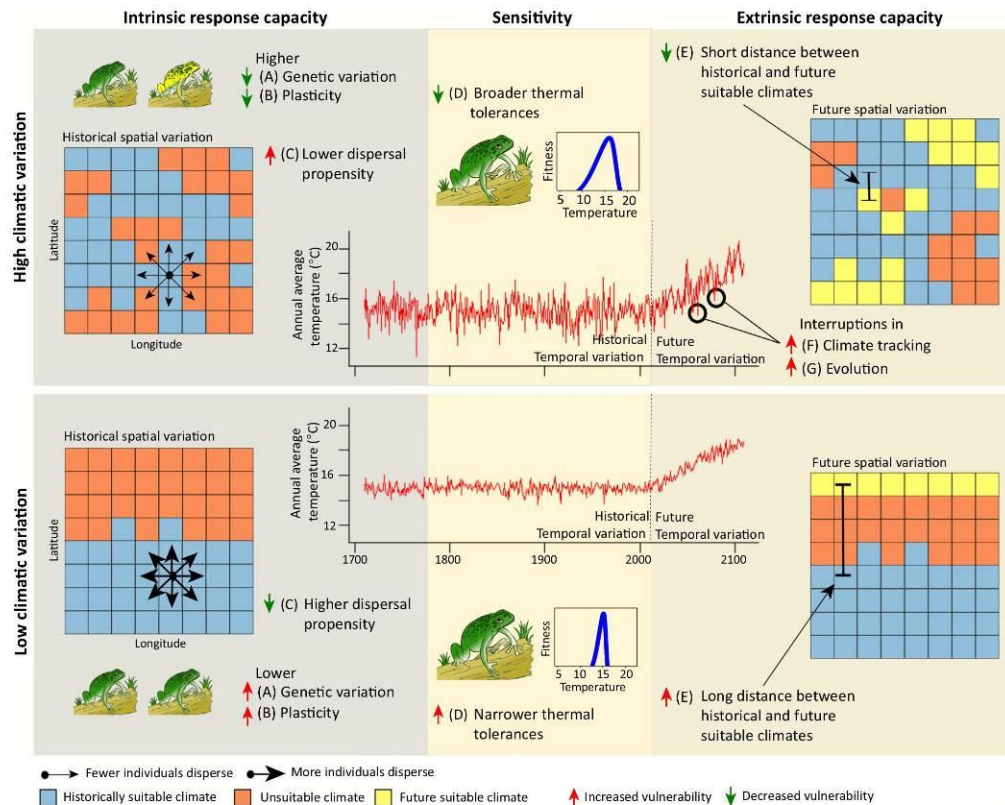 Intrinsic response capacity
Sensitivity
Extrinsic response capacity
High climatic variation
Higher
(A) Genetic variation
(B) Plasticity
Historical spatial variation
(C) Lower dispersal
propensity
Latitude
Longitude
(D) Broader thermal
tolerances
Fitness
5 10 15 20
Temperature
(E) Short distance between
historical and future
suitable climates
Future spatial variation
Annual average
temperature (°C)
20
16
12
Historical
Temporal variation
Future
Temporal variation
1700 1800 1900 2000 2100
Interruptions in
(F) Climate tracking
(G) Evolution
Low climatic variation
Historical spatial variation
Latitude
Longitude
(C) Higher dispersal
propensity
Lower
(A) Genetic variation
(B) Plasticity
Annual average
temperature (°C)
20
16
12
Historical
Temporal variation
Future
Temporal variation
1700 1800 1900 2000 2100
Fitness
5 10 15 20
Temperature
(D) Narrower thermal
tolerances
Future spatial variation
(E) Long distance between
historical and future
suitable climates
Fewer individuals disperse
More individuals disperse
Historically suitable climate
Unsuitable climate
Future suitable climate
Increased vulnerability
Decreased vulnerability